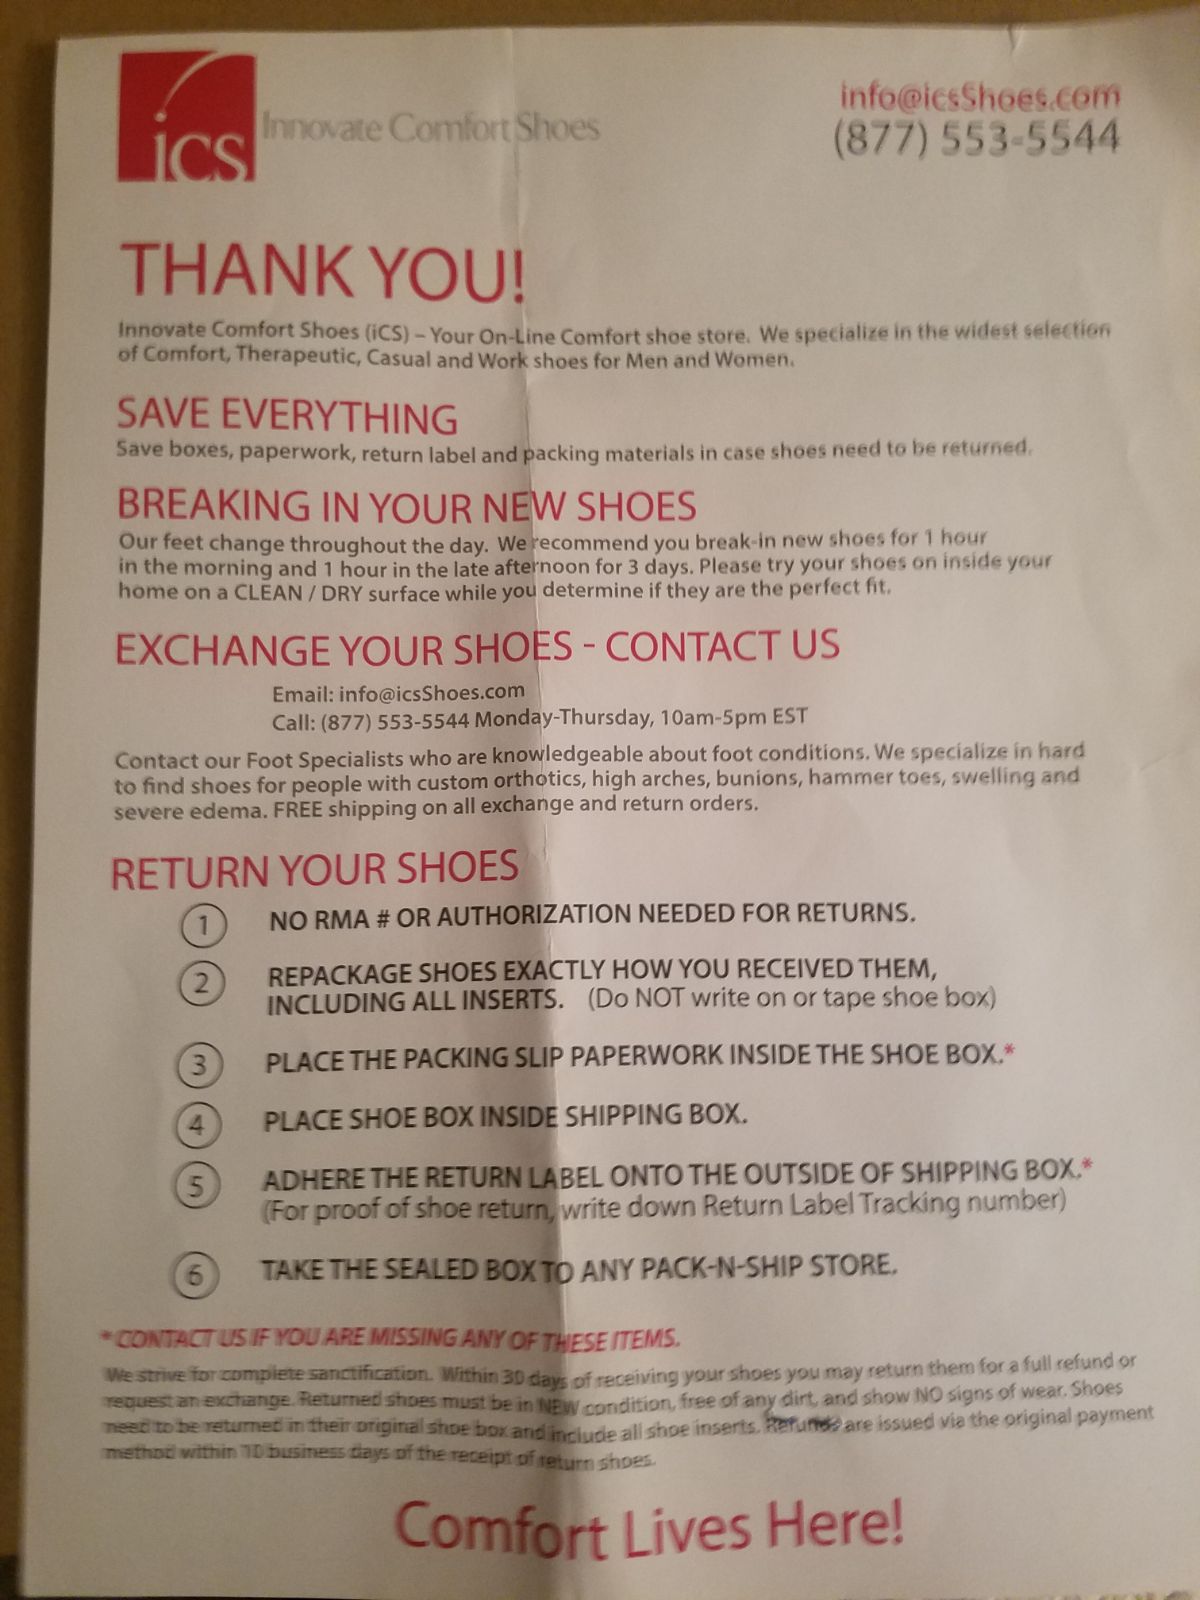 iCS Innovate Comfort Shoes
info@icsShoes.com
(877) 553-5544
THANK YOU!
Innovate Comfort Shoes (iCS) – Your On-Line Comfort shoe store. We specialize in the widest selection
of Comfort, Therapeutic, Casual and Work shoes for Men and Women.
SAVE EVERYTHING
Save boxes, paperwork, return label and packing materials in case shoes need to be returned.
BREAKING IN YOUR NEW SHOES
Our feet change throughout the day. We recommend you break-in new shoes for 1 hour
in the morning and 1 hour in the late afternoon for 3 days. Please try your shoes on inside your
home on a CLEAN / DRY surface while you determine if they are the perfect fit.
EXCHANGE YOUR SHOES - CONTACT US
Email: info@icsShoes.com
Call: (877) 553-5544 Monday-Thursday, 10am-5pm EST
Contact our Foot Specialists who are knowledgeable about foot conditions. We specialize in hard
to find shoes for people with custom orthotics, high arches, bunions, hammer toes, swelling and
severe edema. FREE shipping on all exchange and return orders.
RETURN YOUR SHOES
1 NO RMA # OR AUTHORIZATION NEEDED FOR RETURNS.
2 REPACKAGE SHOES EXACTLY HOW YOU RECEIVED THEM,
INCLUDING ALL INSERTS. (Do NOT write on or tape shoe box)
3 PLACE THE PACKING SLIP PAPERWORK INSIDE THE SHOE BOX.*
4 PLACE SHOE BOX INSIDE SHIPPING BOX.
5 ADHERE THE RETURN LABEL ONTO THE OUTSIDE OF SHIPPING BOX.*
(For proof of shoe return, write down Return Label Tracking number)
6 TAKE THE SEALED BOX TO ANY PACK-N-SHIP STORE.
* CONTACT US IF YOU ARE MISSING ANY OF THESE ITEMS.
We strive for complete sanctification. Within 30 days of receiving your shoes you may return them for a full refund or
request an exchange. Returned shoes must be in NEW condition, free of any dirt, and show NO signs of wear. Shoes
need to be returned in their original shoe box and include all shoe inserts. Refunds are issued via the original payment
method within 10 business days of the receipt of return shoes.
Comfort Lives Here!